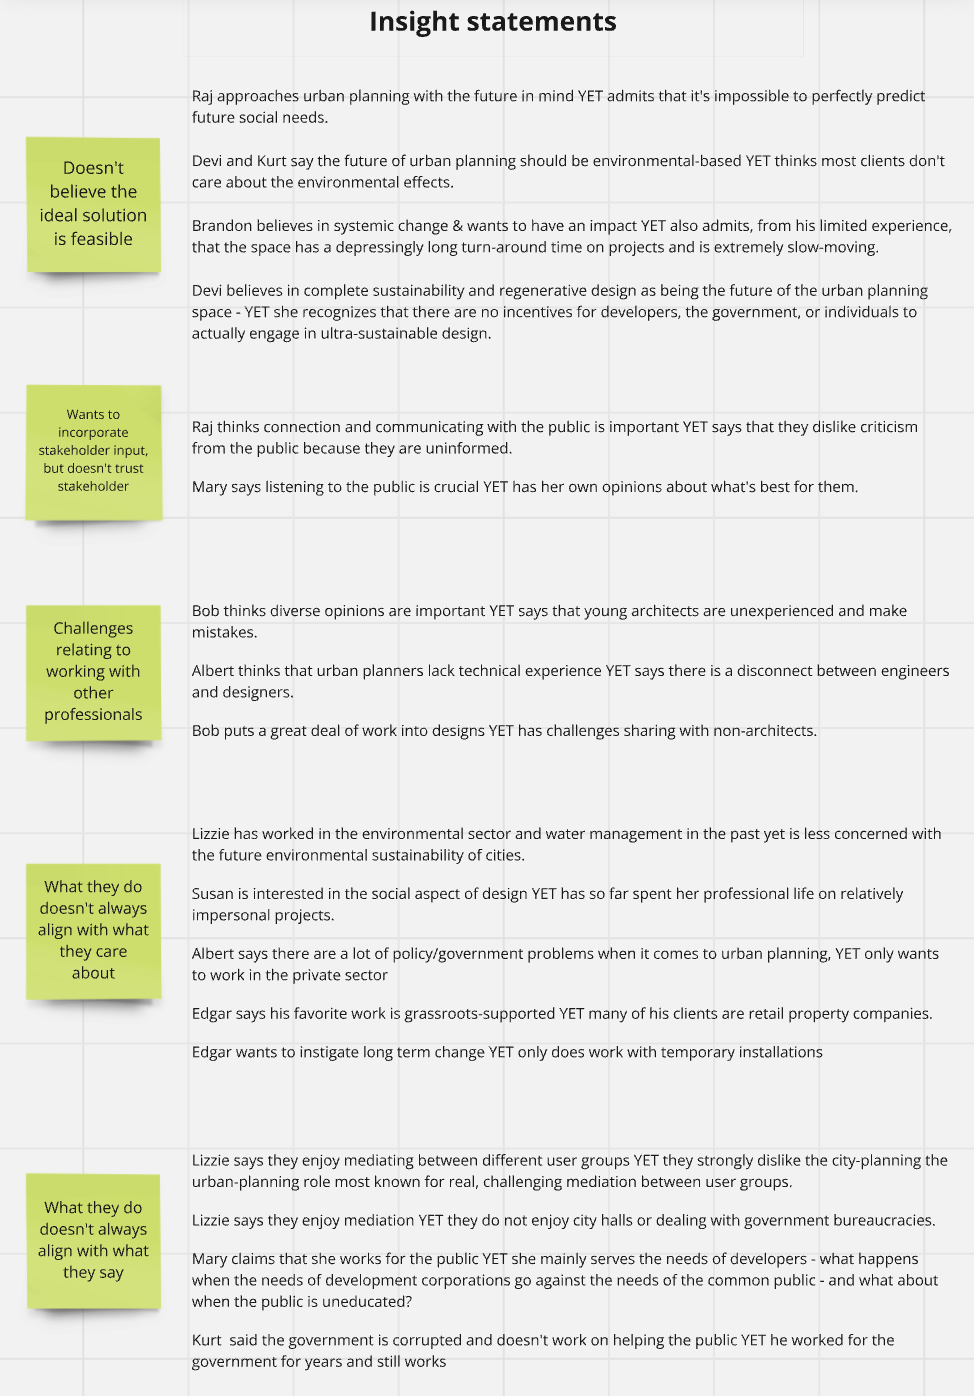 Insight statements
Doesn't
believe the
ideal solution
is feasible
Raj approaches urban planning with the future in mind YET admits that it's impossible to perfectly predict
future social needs.
Devi and Kurt say the future of urban planning should be environmental-based YET thinks most clients don't
care about the environmental effects.
Brandon believes in systemic change & wants to have an impact YET also admits, from his limited experience,
that the space has a depressingly long turn-around time on projects and is extremely slow-moving.
Devi believes in complete sustainability and regenerative design as being the future of the urban planning
space - YET she recognizes that there are no incentives for developers, the government, or individuals to
actually engage in ultra-sustainable design.
Wants to
incorporate
stakeholder input,
but doesn't trust
stakeholder
Raj thinks connection and communicating with the public is important YET says that they dislike criticism
from the public because they are uninformed.
Mary says listening to the public is crucial YET has her own opinions about what's best for them.
Challenges
relating to
working with
other
professionals
Bob thinks diverse opinions are important YET says that young architects are unexperienced and make
mistakes.
Albert thinks that urban planners lack technical experience YET says there is a disconnect between engineers
and designers.
Bob puts a great deal of work into designs YET has challenges sharing with non-architects.
What they do
doesn't always
align with what
they care
about
Lizzie has worked in the environmental sector and water management in the past yet is less concerned with
the future environmental sustainability of cities.
Susan is interested in the social aspect of design YET has so far spent her professional life on relatively
impersonal projects.
Albert says there are a lot of policy/government problems when it comes to urban planning, YET only wants
to work in the private sector
Edgar says his favorite work is grassroots-supported YET many of his clients are retail property companies.
Edgar wants to instigate long term change YET only does work with temporary installations
What they do
doesn't always
align with what
they say
Lizzie says they enjoy mediating between different user groups YET they strongly dislike the city-planning the
urban-planning role most known for real, challenging mediation between user groups.
Lizzie says they enjoy mediation YET they do not enjoy city halls or dealing with government bureaucracies.
Mary claims that she works for the public YET she mainly serves the needs of developers - what happens
when the needs of development corporations go against the needs of the common public - and what about
when the public is uneducated?
Kurt  said the government is corrupted and doesn't work on helping the public YET he worked for the
government for years and still works